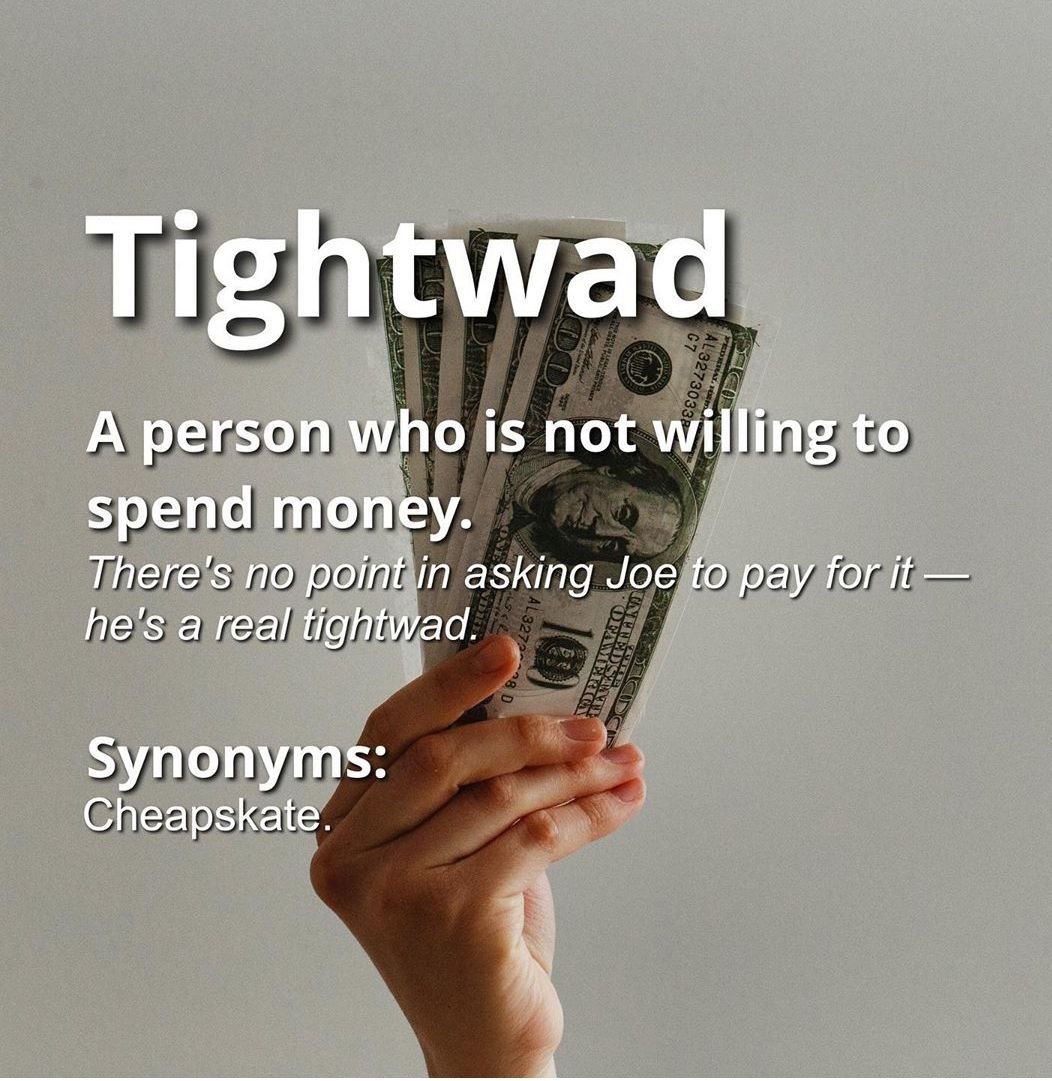 Tightwad
A person who is not willing to
spend money.
There's no point in asking Joe to pay for it —
he's a real tightwad.
Synonyms:
Cheapskate.
100